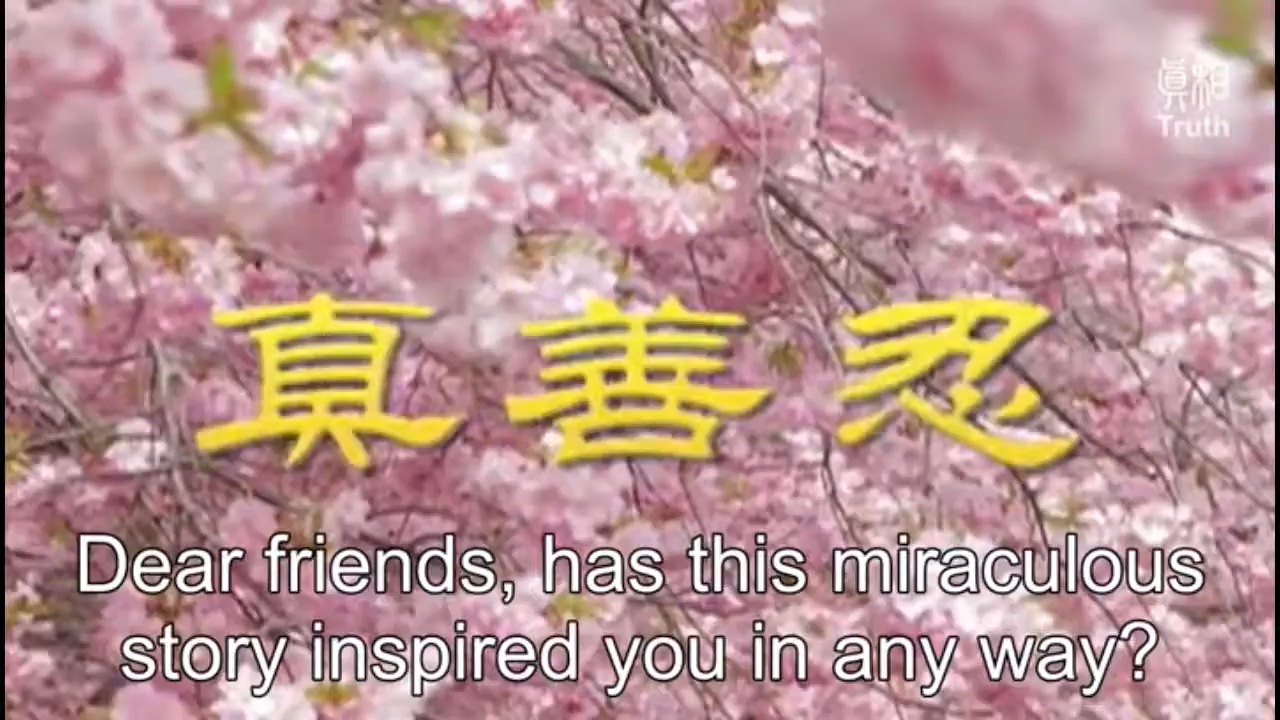 真相
Truth
真善忍
Dear friends, has this miraculous
story inspired you in any way?